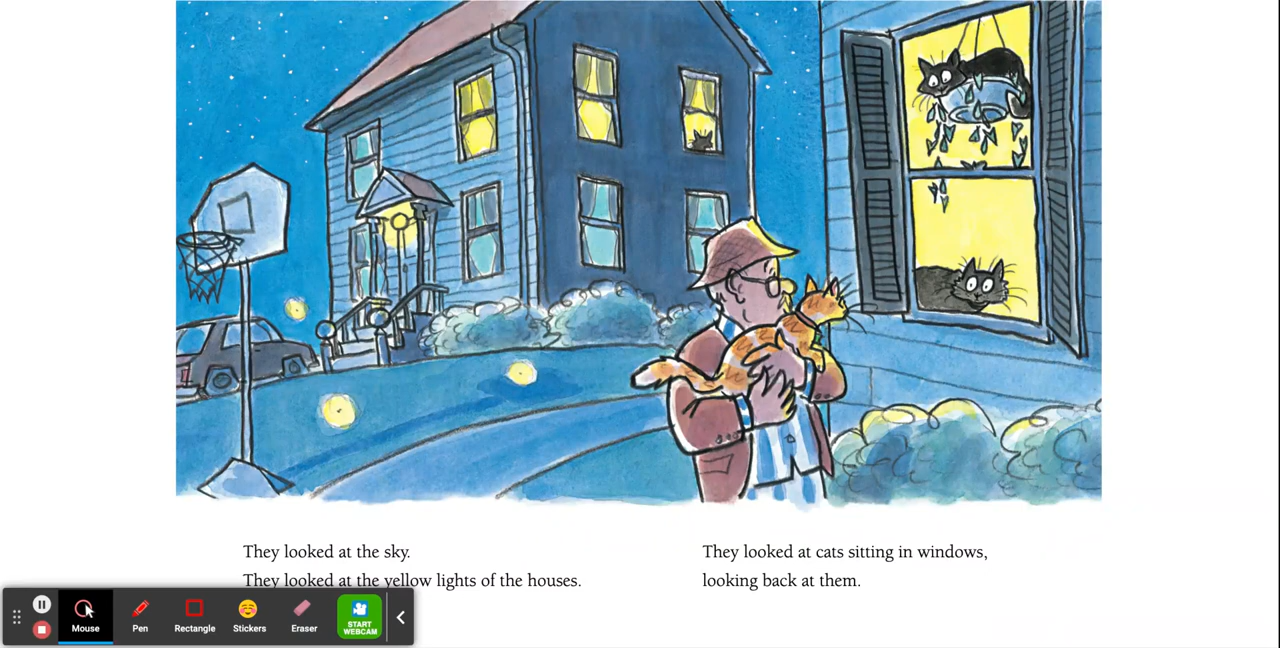 They looked at the sky.
They looked at the yellow lights of the houses.
They looked at cats sitting in windows,
looking back at them.
Mouse
Pen
Rectangle
Stickers
Eraser
START
WEBCAM